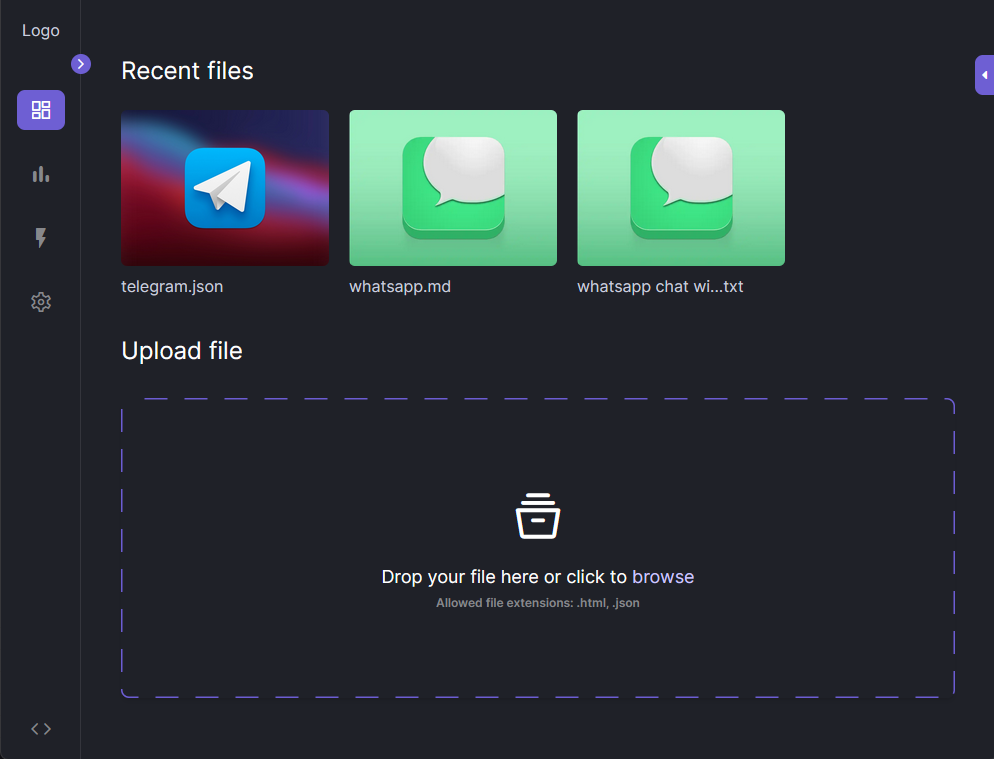 Logo
Recent files
telegram.json
whatsapp.md
whatsapp chat wi...txt
Upload file
Drop your file here or click to browse
Allowed file extensions: .html, .json